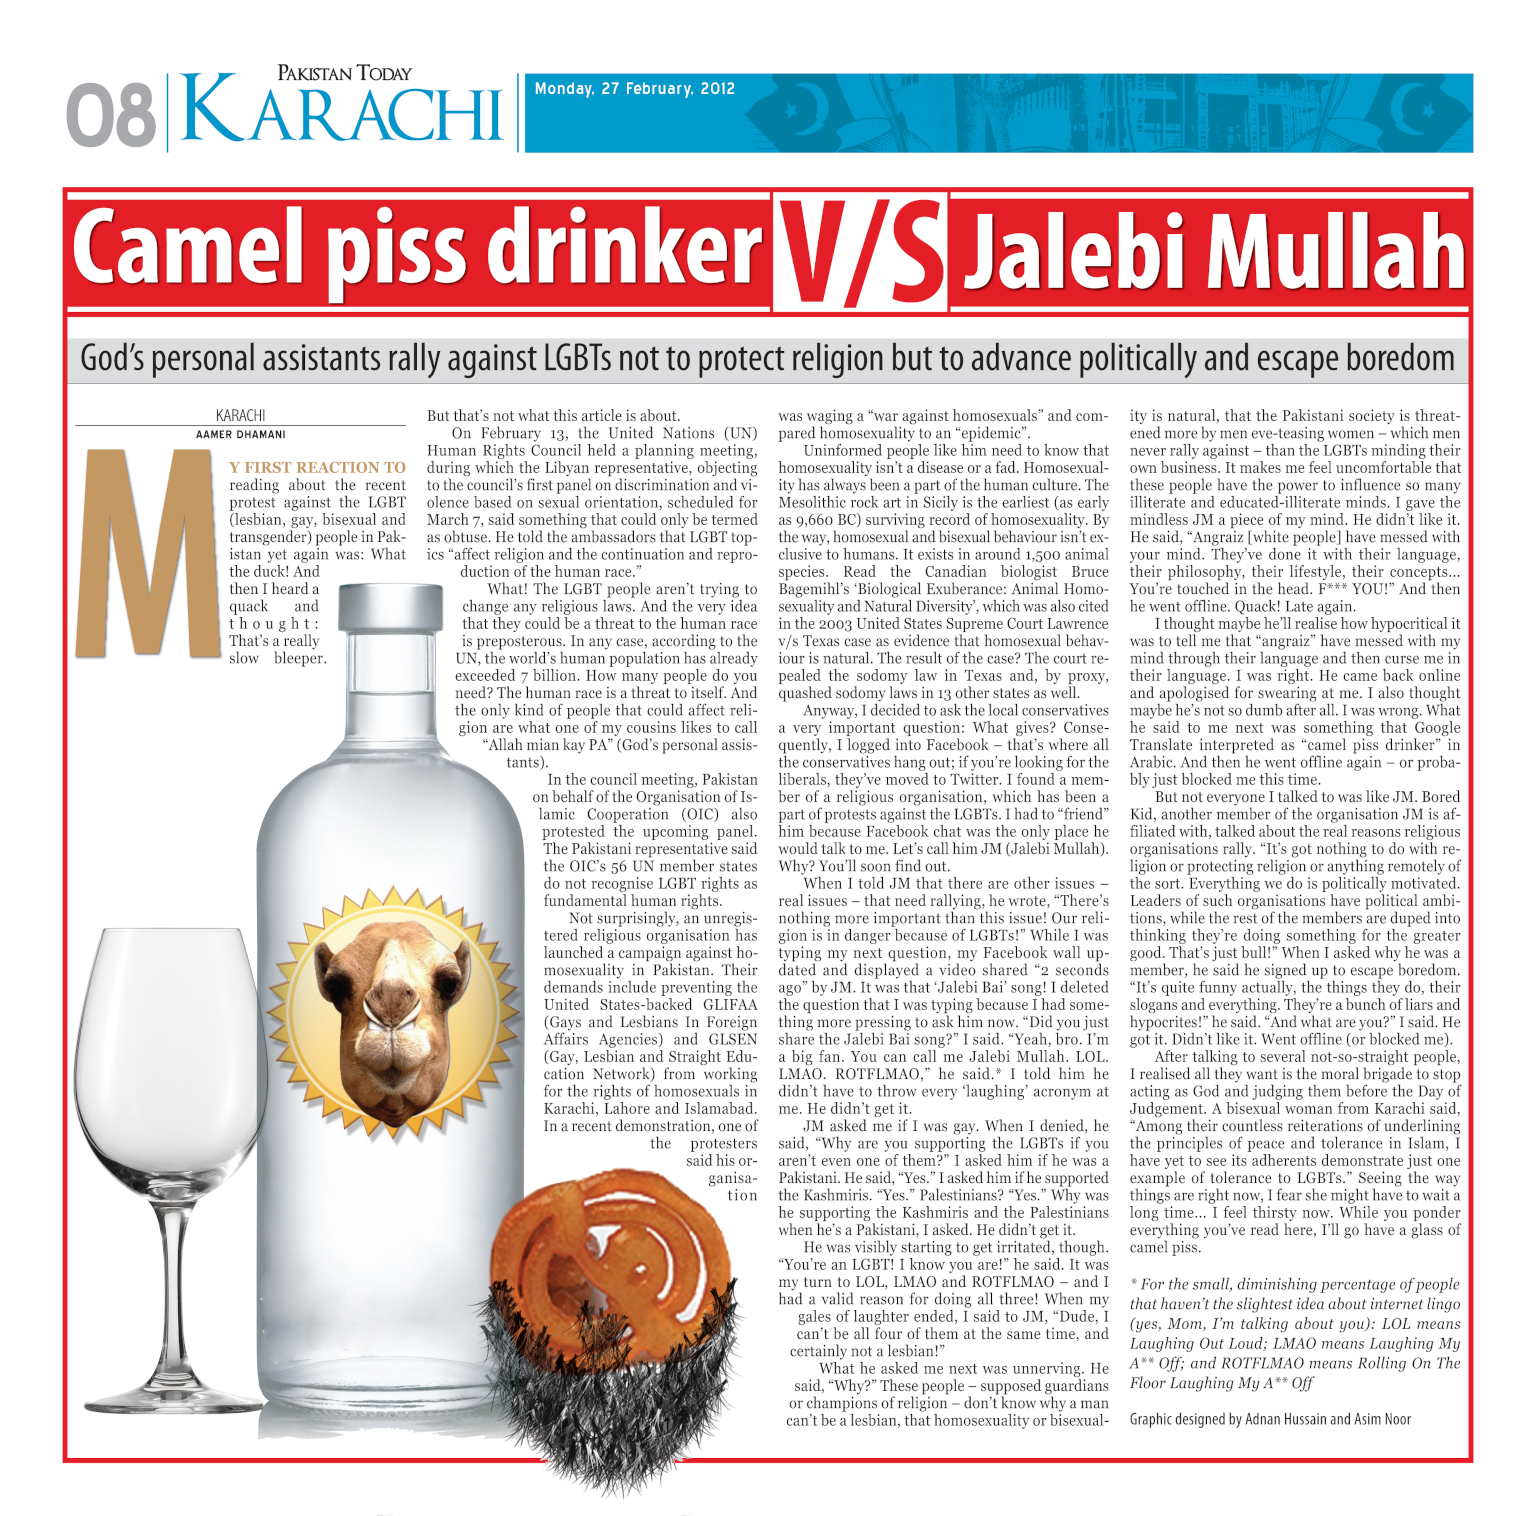 08
PAKISTAN TODAY
KARACHI
Monday, 27 February, 2012
Camel piss drinker V/S Jalebi Mullah
God's personal assistants rally against LGBTs not to protect religion but to advance politically and escape boredom
KARACHI
AAMER DHAMANI
MY FIRST REACTION TO
reading about the recent
protest against the LGBT
(lesbian, gay, bisexual and
transgender) people in Pak-
istan yet again was: What
the duck! And
then I heard a
quack and
thought:
That's a really
slow bleeper.
But that's not what this article is about.
On February 13, the United Nations (UN)
Human Rights Council held a planning meeting,
during which the Libyan representative, objecting
to the council's first panel on discrimination and vi-
olence based on sexual orientation, scheduled for
March 7, said something that could only be termed
as obtuse. He told the ambassadors that LGBT top-
ics “affect religion and the continuation and repro-
duction of the human race.”
What! The LGBT people aren't trying to
change any religious laws. And the very idea
that they could be a threat to the human race
is preposterous. In any case, according to the
UN, the world's human population has already
exceeded 7 billion. How many people do you
need? The human race is a threat to itself. And
the only kind of people that could affect reli-
gion are what one of my cousins likes to call
“Allah mian kay PA” (God's personal assis-
tants).
In the council meeting, Pakistan
on behalf of the Organisation of Is-
lamic Cooperation (OIC) also
protested the upcoming panel.
The Pakistani representative said
the OIC's 56 UN member states
do not recognise LGBT rights as
fundamental human rights.
Not surprisingly, an unregis-
tered religious organisation has
launched a campaign against ho-
mosexuality in Pakistan. Their
demands include preventing the
United States-backed GLIFAA
(Gays and Lesbians In Foreign
Affairs Agencies) and GLSEN
(Gay, Lesbian and Straight Edu-
cation Network) from working
for the rights of homosexuals in
Karachi, Lahore and Islamabad.
In a recent demonstration, one of
the protesters
said his or-
ganisa-
tion
was waging a “war against homosexuals” and com-
pared homosexuality to an “epidemic”.
Uninformed people like him need to know that
homosexuality isn't a disease or a fad. Homosexual-
ity has always been a part of the human culture. The
Mesolithic rock art in Sicily is the earliest (as early
as 9,660 BC) surviving record of homosexuality. By
the way, homosexual and bisexual behaviour isn't ex-
clusive to humans. It exists in around 1,500 animal
species. Read the Canadian biologist Bruce
Bagemihl's ‘Biological Exuberance: Animal Homo-
sexuality and Natural Diversity’, which was also cited
in the 2003 United States Supreme Court Lawrence
v/s Texas case as evidence that homosexual behav-
iour is natural. The result of the case? The court re-
pealed the sodomy law in Texas and, by proxy,
quashed sodomy laws in 13 other states as well.
Anyway, I decided to ask the local conservatives
a very important question: What gives? Conse-
quently, I logged into Facebook – that's where all
the conservatives hang out; if you're looking for the
liberals, they've moved to Twitter. I found a mem-
ber of a religious organisation, which has been a
part of protests against the LGBTs. I had to “friend”
him because Facebook chat was the only place he
would talk to me. Let's call him JM (Jalebi Mullah).
Why? You'll soon find out.
When I told JM that there are other issues –
real issues – that need rallying, he wrote, “There's
nothing more important than this issue! Our reli-
gion is in danger because of LGBTs!” While I was
typing my next question, my Facebook wall up-
dated and displayed a video shared “2 seconds
ago” by JM. It was that ‘Jalebi Bai’ song! I deleted
the question that I was typing because I had some-
thing more pressing to ask him now. “Did you just
share the Jalebi Bai song?” I said. “Yeah, bro. I'm
a big fan. You can call me Jalebi Mullah. LOL.
LMAO. ROTFLMAO,” he said.* I told him he
didn't have to throw every ‘laughing’ acronym at
me. He didn't get it.
JM asked me if I was gay. When I denied, he
said, “Why are you supporting the LGBTs if you
aren't even one of them?” I asked him if he was a
Pakistani. He said, “Yes.” I asked him if he supported
the Kashmiris. “Yes.” Palestinians? “Yes.” Why was
he supporting the Kashmiris and the Palestinians
when he's a Pakistani, I asked. He didn't get it.
He was visibly starting to get irritated, though.
“You're an LGBT! I know you are!” he said. It was
my turn to LOL, LMAO and ROTFLMAO – and I
had a valid reason for doing all three! When my
gales of laughter ended, I said to JM, “Dude, I
can't be all four of them at the same time, and
certainly not a lesbian!”
What he asked me next was unnerving. He
said, “Why?” These people – supposed guardians
or champions of religion – don't know why a man
can't be a lesbian, that homosexuality or bisexual-
ity is natural, that the Pakistani society is threat-
ened more by men eve-teasing women – which men
never rally against – than the LGBTs minding their
own business. It makes me feel uncomfortable that
these people have the power to influence so many
illiterate and educated-illiterate minds. I gave the
mindless JM a piece of my mind. He didn't like it.
He said, “Angraiz [white people] have messed with
your mind. They've done it with their language,
their philosophy, their lifestyle, their concepts...
You're touched in the head. F*** YOU!” And then
he went offline. Quack! Late again.
I thought maybe he'll realise how hypocritical it
was to tell me that “angraiz” have messed with my
mind through their language and then curse me in
their language. I was right. He came back online
and apologised for swearing at me. I also thought
maybe he's not so dumb after all. I was wrong. What
he said to me next was something that Google
Translate interpreted as “camel piss drinker” in
Arabic. And then he went offline again – or proba-
bly just blocked me this time.
But not everyone I talked to was like JM. Bored
Kid, another member of the organisation JM is af-
filiated with, talked about the real reasons religious
organisations rally. “It's got nothing to do with re-
ligion or protecting religion or anything remotely of
the sort. Everything we do is politically motivated.
Leaders of such organisations have political ambi-
tions, while the rest of the members are duped into
thinking they're doing something for the greater
good. That's just bull!” When I asked why he was a
member, he said he signed up to escape boredom.
“It's quite funny actually, the things they do, their
slogans and everything. They're a bunch of liars and
hypocrites!” he said. “And what are you?” I said. He
got it. Didn't like it. Went offline (or blocked me).
After talking to several not-so-straight people,
I realised all they want is the moral brigade to stop
acting as God and judging them before the Day of
Judgement. A bisexual woman from Karachi said,
“Among their countless reiterations of underlining
the principles of peace and tolerance in Islam, I
have yet to see its adherents demonstrate just one
example of tolerance to LGBTs.” Seeing the way
things are right now, I fear she might have to wait a
long time... I feel thirsty now. While you ponder
everything you've read here, I'll go have a glass of
camel piss.
* For the small, diminishing percentage of people
that haven't the slightest idea about internet lingo
(yes, Mom, I'm talking about you): LOL means
Laughing Out Loud; LMAO means Laughing My
A** Off; and ROTFLMAO means Rolling On The
Floor Laughing My A** Off
Graphic designed by Adnan Hussain and Asim Noor